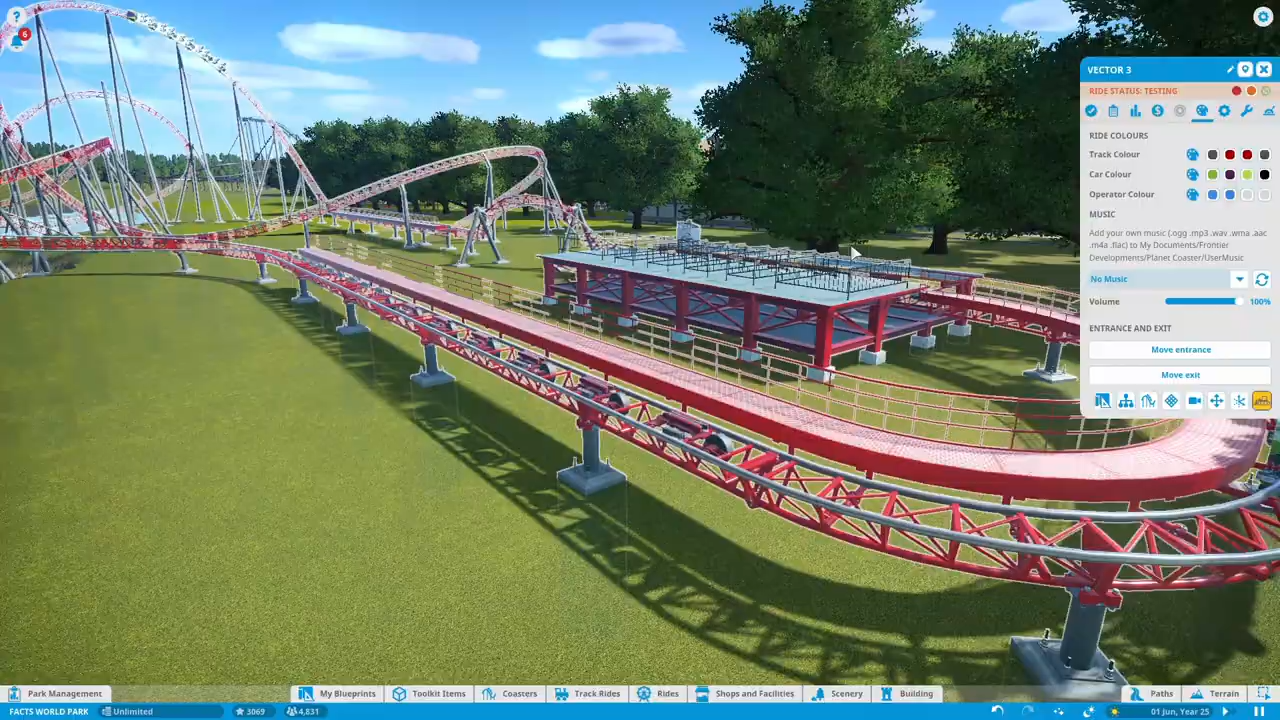 ?
6
VECTOR 3
RIDE STATUS: TESTING
RIDE COLOURS
Track Colour
Car Colour
Operator Colour
MUSIC
Add your own music (.ogg .mp3 .wav .wma .aac
.m4a .flac) to My Documents/Frontier
Developments/Planet Coaster/UserMusic
No Music
Volume 100%
ENTRANCE AND EXIT
Move entrance
Move exit
Park Management My Blueprints Toolkit Items Coasters Track Rides Rides Shops and Facilities Scenery Building Paths Terrain
FACTS WORLD PARK Unlimited 3069 4,831 01 Jun, Year 25